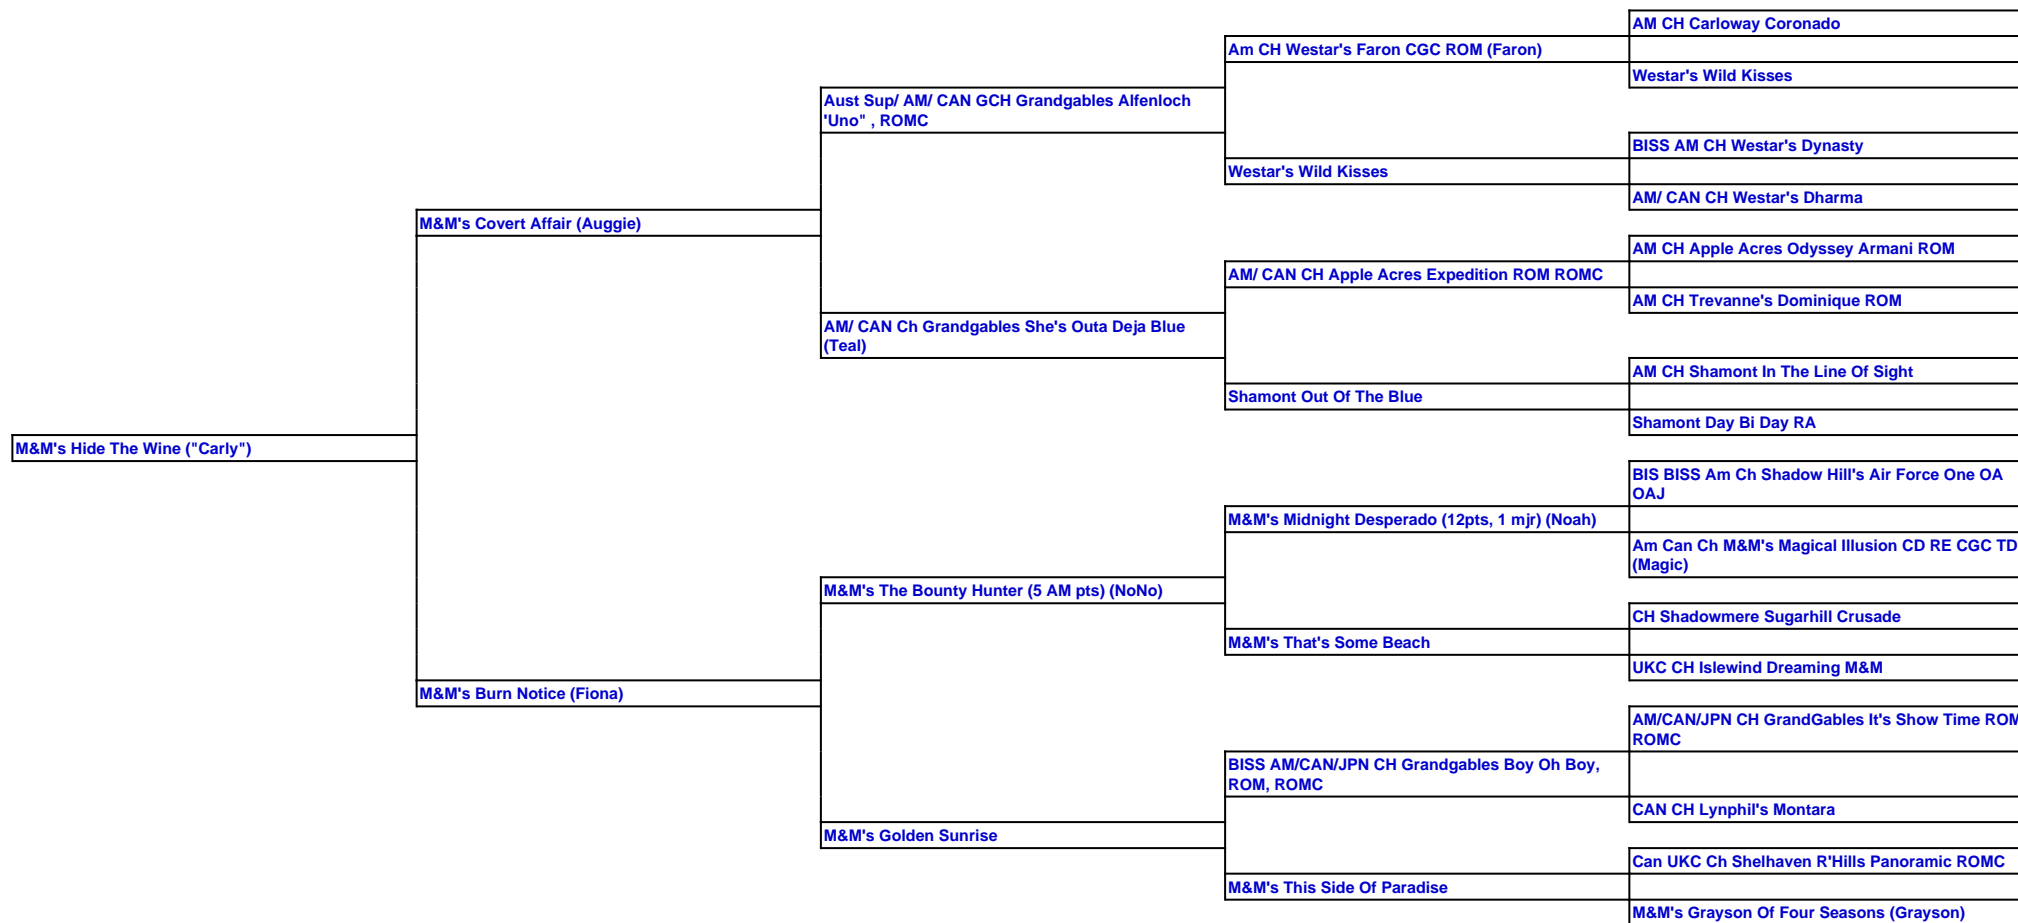 AM CH Carloway Coronado
Am CH Westar's Faron CGC ROM (Faron)
Westar's Wild Kisses
Aust Sup/ AM/ CAN GCH Grandgables Alfenloch
'Uno" , ROMC
BISS AM CH Westar's Dynasty
Westar's Wild Kisses
AM/ CAN CH Westar's Dharma
M&M's Covert Affair (Auggie)
AM CH Apple Acres Odyssey Armani ROM
AM/ CAN CH Apple Acres Expedition ROM ROMC
AM CH Trevanne's Dominique ROM
AM/ CAN Ch Grandgables She's Outa Deja Blue
(Teal)
AM CH Shamont In The Line Of Sight
Shamont Out Of The Blue
Shamont Day Bi Day RA
M&M's Hide The Wine ("Carly")
BIS BISS Am Ch Shadow Hill's Air Force One OA
OAJ
M&M's Midnight Desperado (12pts, 1 mjr) (Noah)
Am Can Ch M&M's Magical Illusion CD RE CGC TD
(Magic)
M&M's The Bounty Hunter (5 AM pts) (NoNo)
CH Shadowmere Sugarhill Crusade
M&M's That's Some Beach
UKC CH Islewind Dreaming M&M
M&M's Burn Notice (Fiona)
AM/CAN/JPN CH GrandGables It's Show Time ROM
ROMC
BISS AM/CAN/JPN CH Grandgables Boy Oh Boy,
ROM, ROMC
CAN CH Lynphil's Montara
M&M's Golden Sunrise
Can UKC Ch Shelhaven R'Hills Panoramic ROMC
M&M's This Side Of Paradise
M&M's Grayson Of Four Seasons (Grayson)